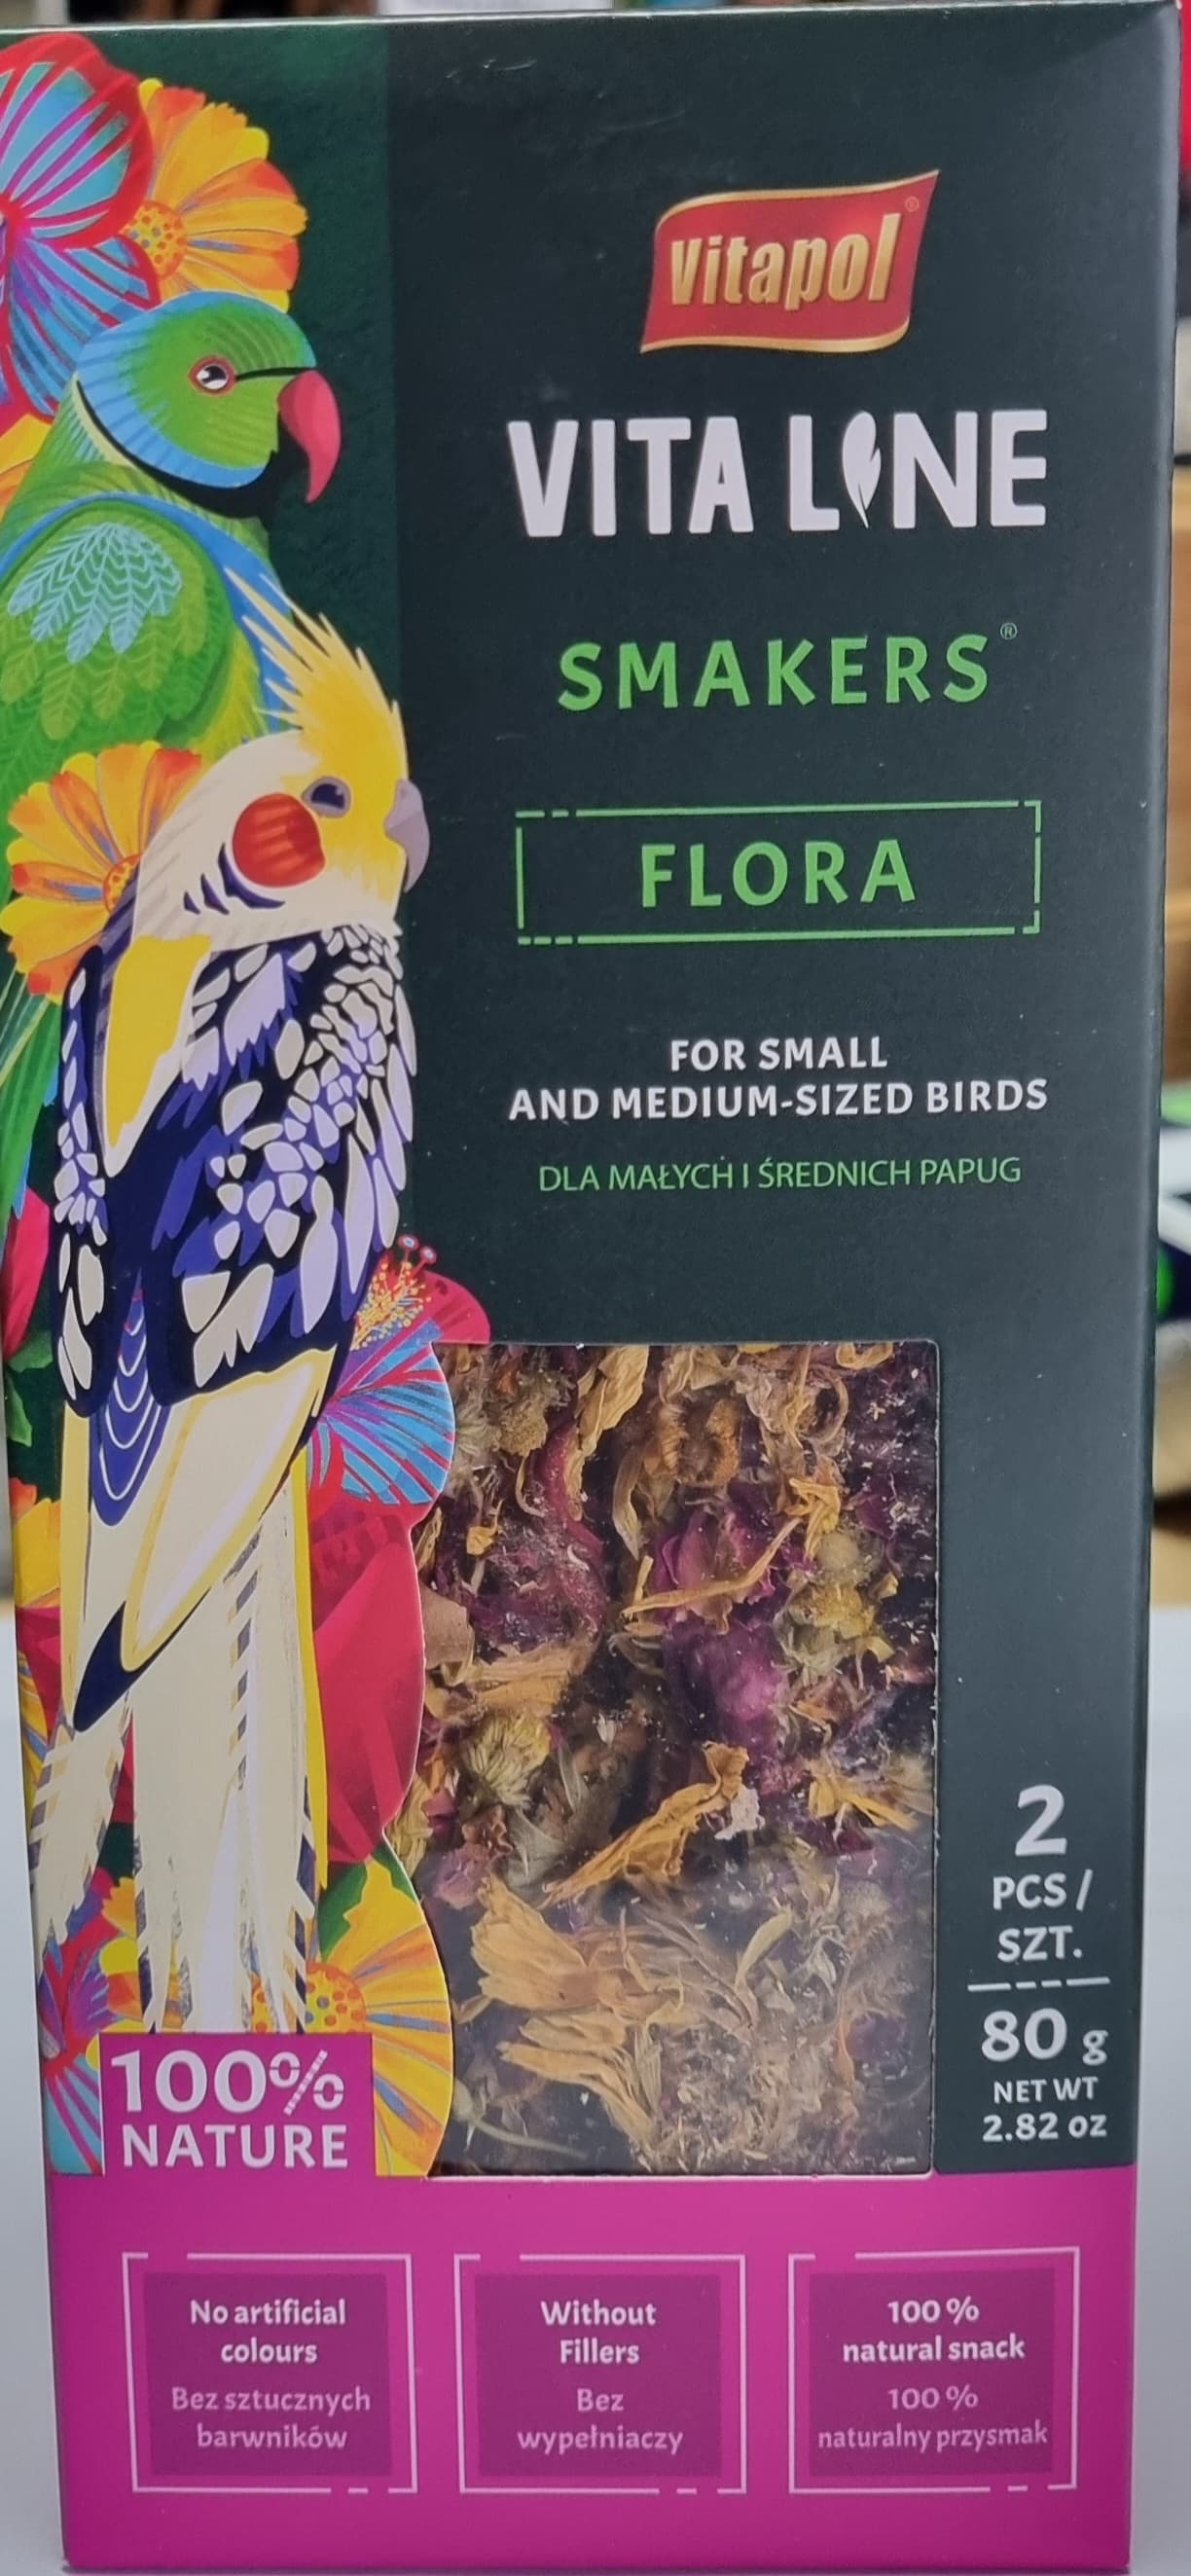 Vitapol®
VITA LINE
SMAKERS®
FLORA
FOR SMALL
AND MEDIUM-SIZED BIRDS
DLA MAŁYCH I ŚREDNICH PAPUG
2
PCS /
SZT.
80 g
NET WT
2.82 oz
100%
NATURE
No artificial
colours
Bez sztucznych
barwników
Without
Fillers
Bez
wypełniaczy
100 %
natural snack
100 %
naturalny przysmak